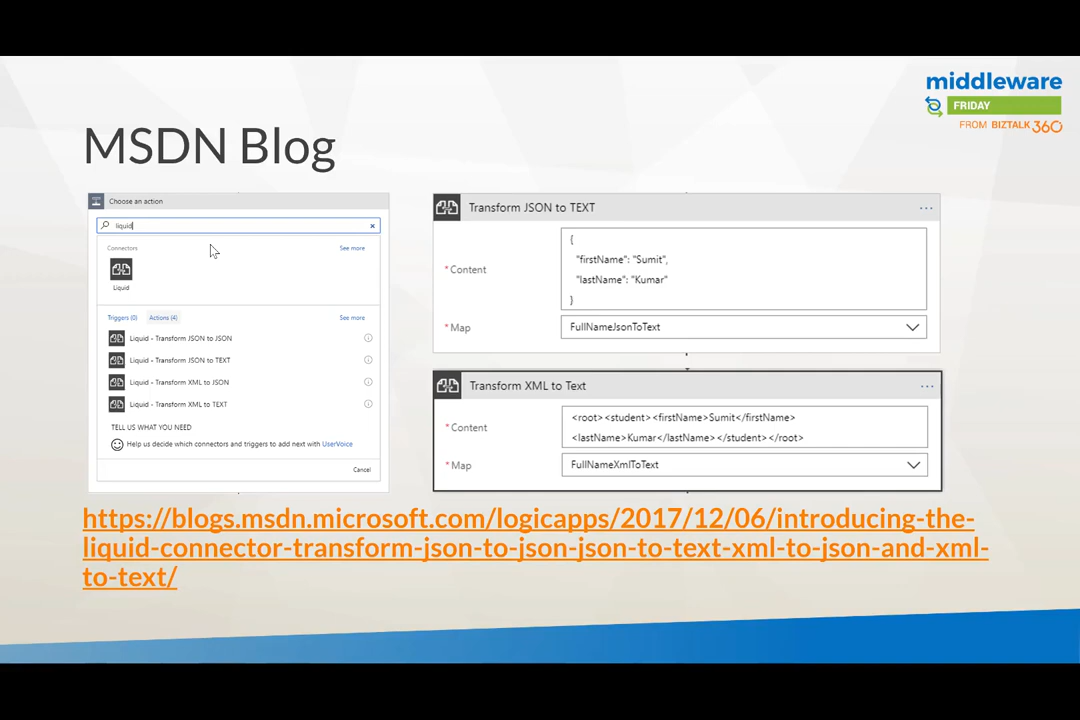 middleware
FRIDAY
FROM BIZTALK360
MSDN Blog
Choose an action
liquid
Connectors
See more
Liquid
Triggers (0)
Actions (4)
See more
Liquid - Transform JSON to JSON
Liquid - Transform JSON to TEXT
Liquid - Transform XML to JSON
Liquid - Transform XML to TEXT
TELL US WHAT YOU NEED
Help us decide which connectors and triggers to add next with UserVoice
Cancel
Transform JSON to TEXT
* Content
{
"firstName": "Sumit",
"lastName": "Kumar"
}
* Map
FullNameJsonToText
Transform XML to Text
* Content
<root><student><firstName>Sumit</firstName>
<lastName>Kumar</lastName></student></root>
* Map
FullNameXmlToText
https://blogs.msdn.microsoft.com/logicapps/2017/12/06/introducing-the-
liquid-connector-transform-json-to-json-json-to-text-xml-to-json-and-xml-
to-text/